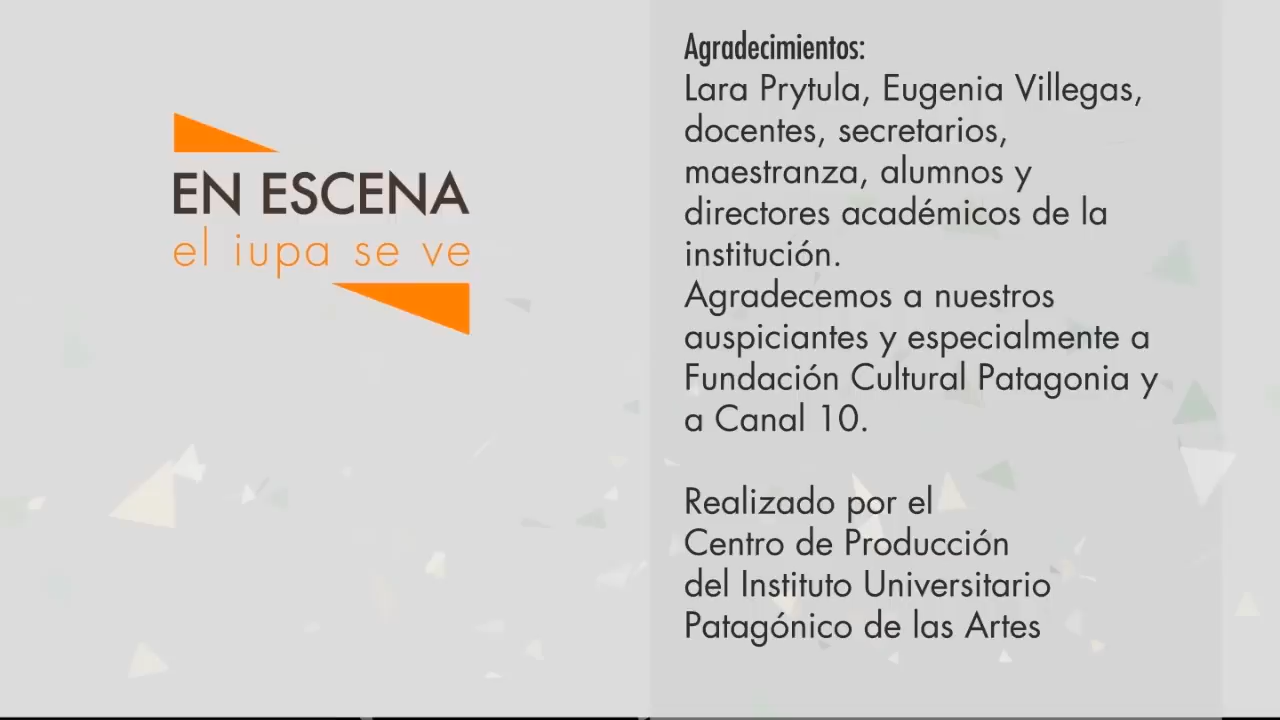 EN ESCENA
el iupa se ve
Agradecimientos:
Lara Prytula, Eugenia Villegas,
docentes, secretarios,
maestranza, alumnos y
directores académicos de la
institución.
Agradecemos a nuestros
auspiciantes y especialmente a
Fundación Cultural Patagonia y
a Canal 10.
Realizado por el
Centro de Producción
del Instituto Universitario
Patagónico de las Artes